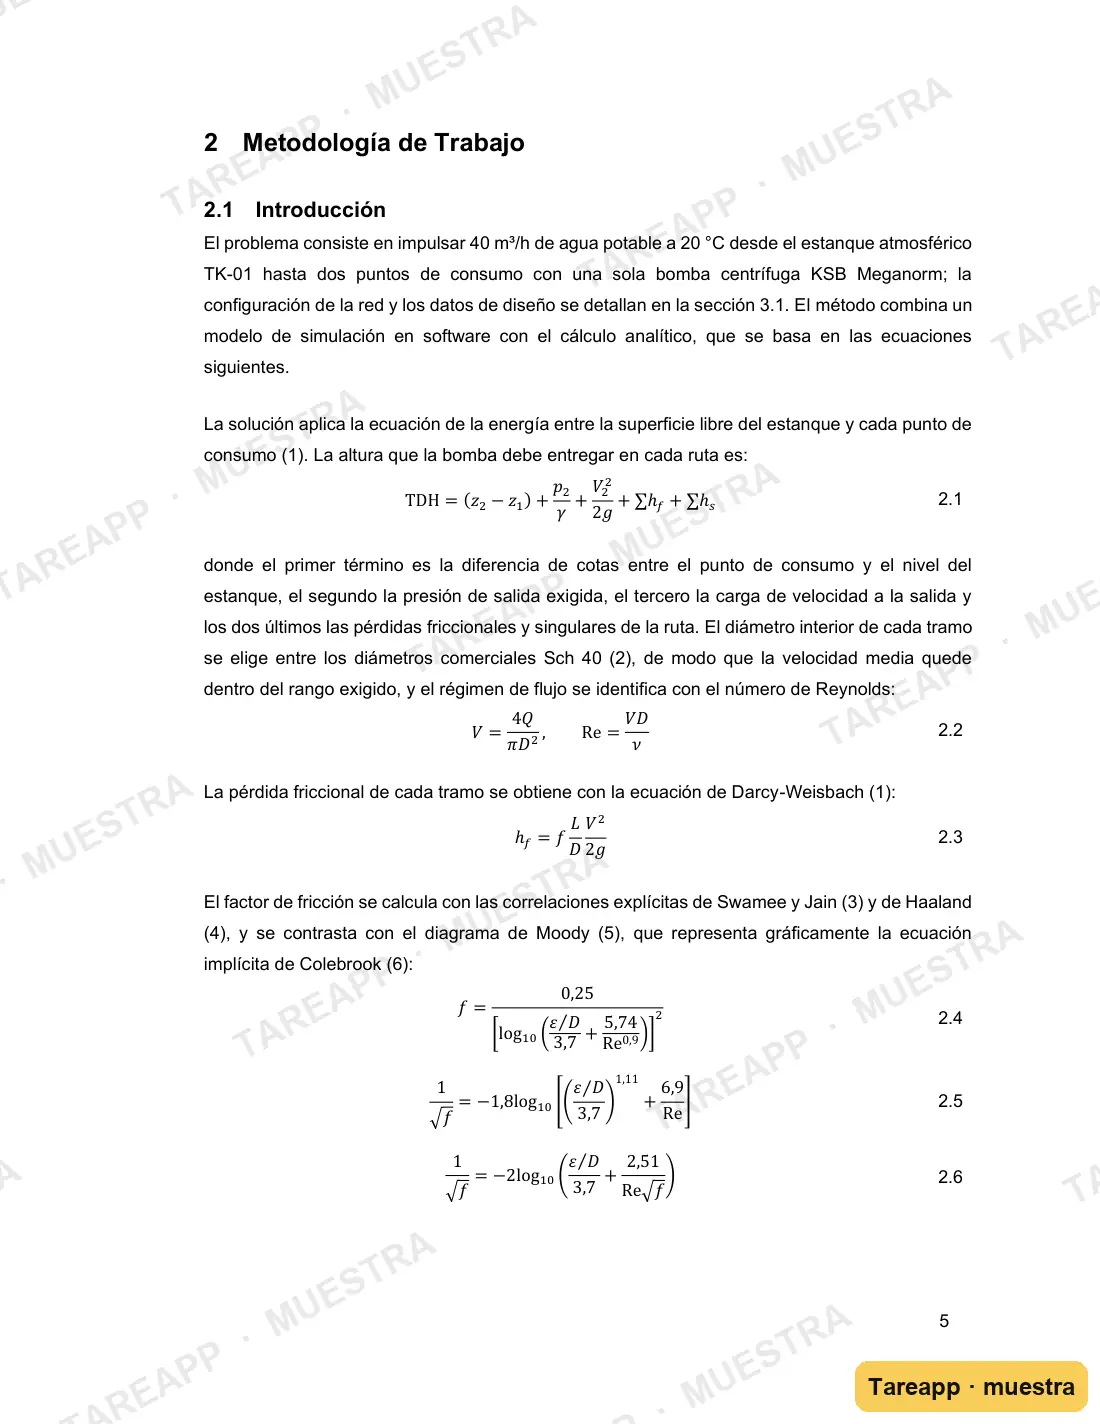 2 Metodología de Trabajo
2.1 Introducción
El problema consiste en impulsar 40 m³/h de agua potable a 20 °C desde el estanque atmosférico
TK-01 hasta dos puntos de consumo con una sola bomba centrífuga KSB Meganorm; la
configuración de la red y los datos de diseño se detallan en la sección 3.1. El método combina un
modelo de simulación en software con el cálculo analítico, que se basa en las ecuaciones
siguientes.
La solución aplica la ecuación de la energía entre la superficie libre del estanque y cada punto de
consumo (1). La altura que la bomba debe entregar en cada ruta es:
TDH = (z₂ − z₁) + p₂/γ + V₂²/2g + ∑h_f + ∑h_s 2.1
donde el primer término es la diferencia de cotas entre el punto de consumo y el nivel del
estanque, el segundo la presión de salida exigida, el tercero la carga de velocidad a la salida y
los dos últimos las pérdidas friccionales y singulares de la ruta. El diámetro interior de cada tramo
se elige entre los diámetros comerciales Sch 40 (2), de modo que la velocidad media quede
dentro del rango exigido, y el régimen de flujo se identifica con el número de Reynolds:
V = 4Q/πD², Re = VD/ν 2.2
La pérdida friccional de cada tramo se obtiene con la ecuación de Darcy-Weisbach (1):
h_f = f L/D V²/2g 2.3
El factor de fricción se calcula con las correlaciones explícitas de Swamee y Jain (3) y de Haaland
(4), y se contrasta con el diagrama de Moody (5), que representa gráficamente la ecuación
implícita de Colebrook (6):
f = 0,25/[log₁₀((ε/D)/3,7 + 5,74/Re^0,9)]² 2.4
1/√f = −1,8log₁₀[((ε/D)/3,7)^1,11 + 6,9/Re] 2.5
1/√f = −2log₁₀((ε/D)/3,7 + 2,51/(Re√f)) 2.6
5
Tareapp · muestra
TAREAPP · MUESTRA